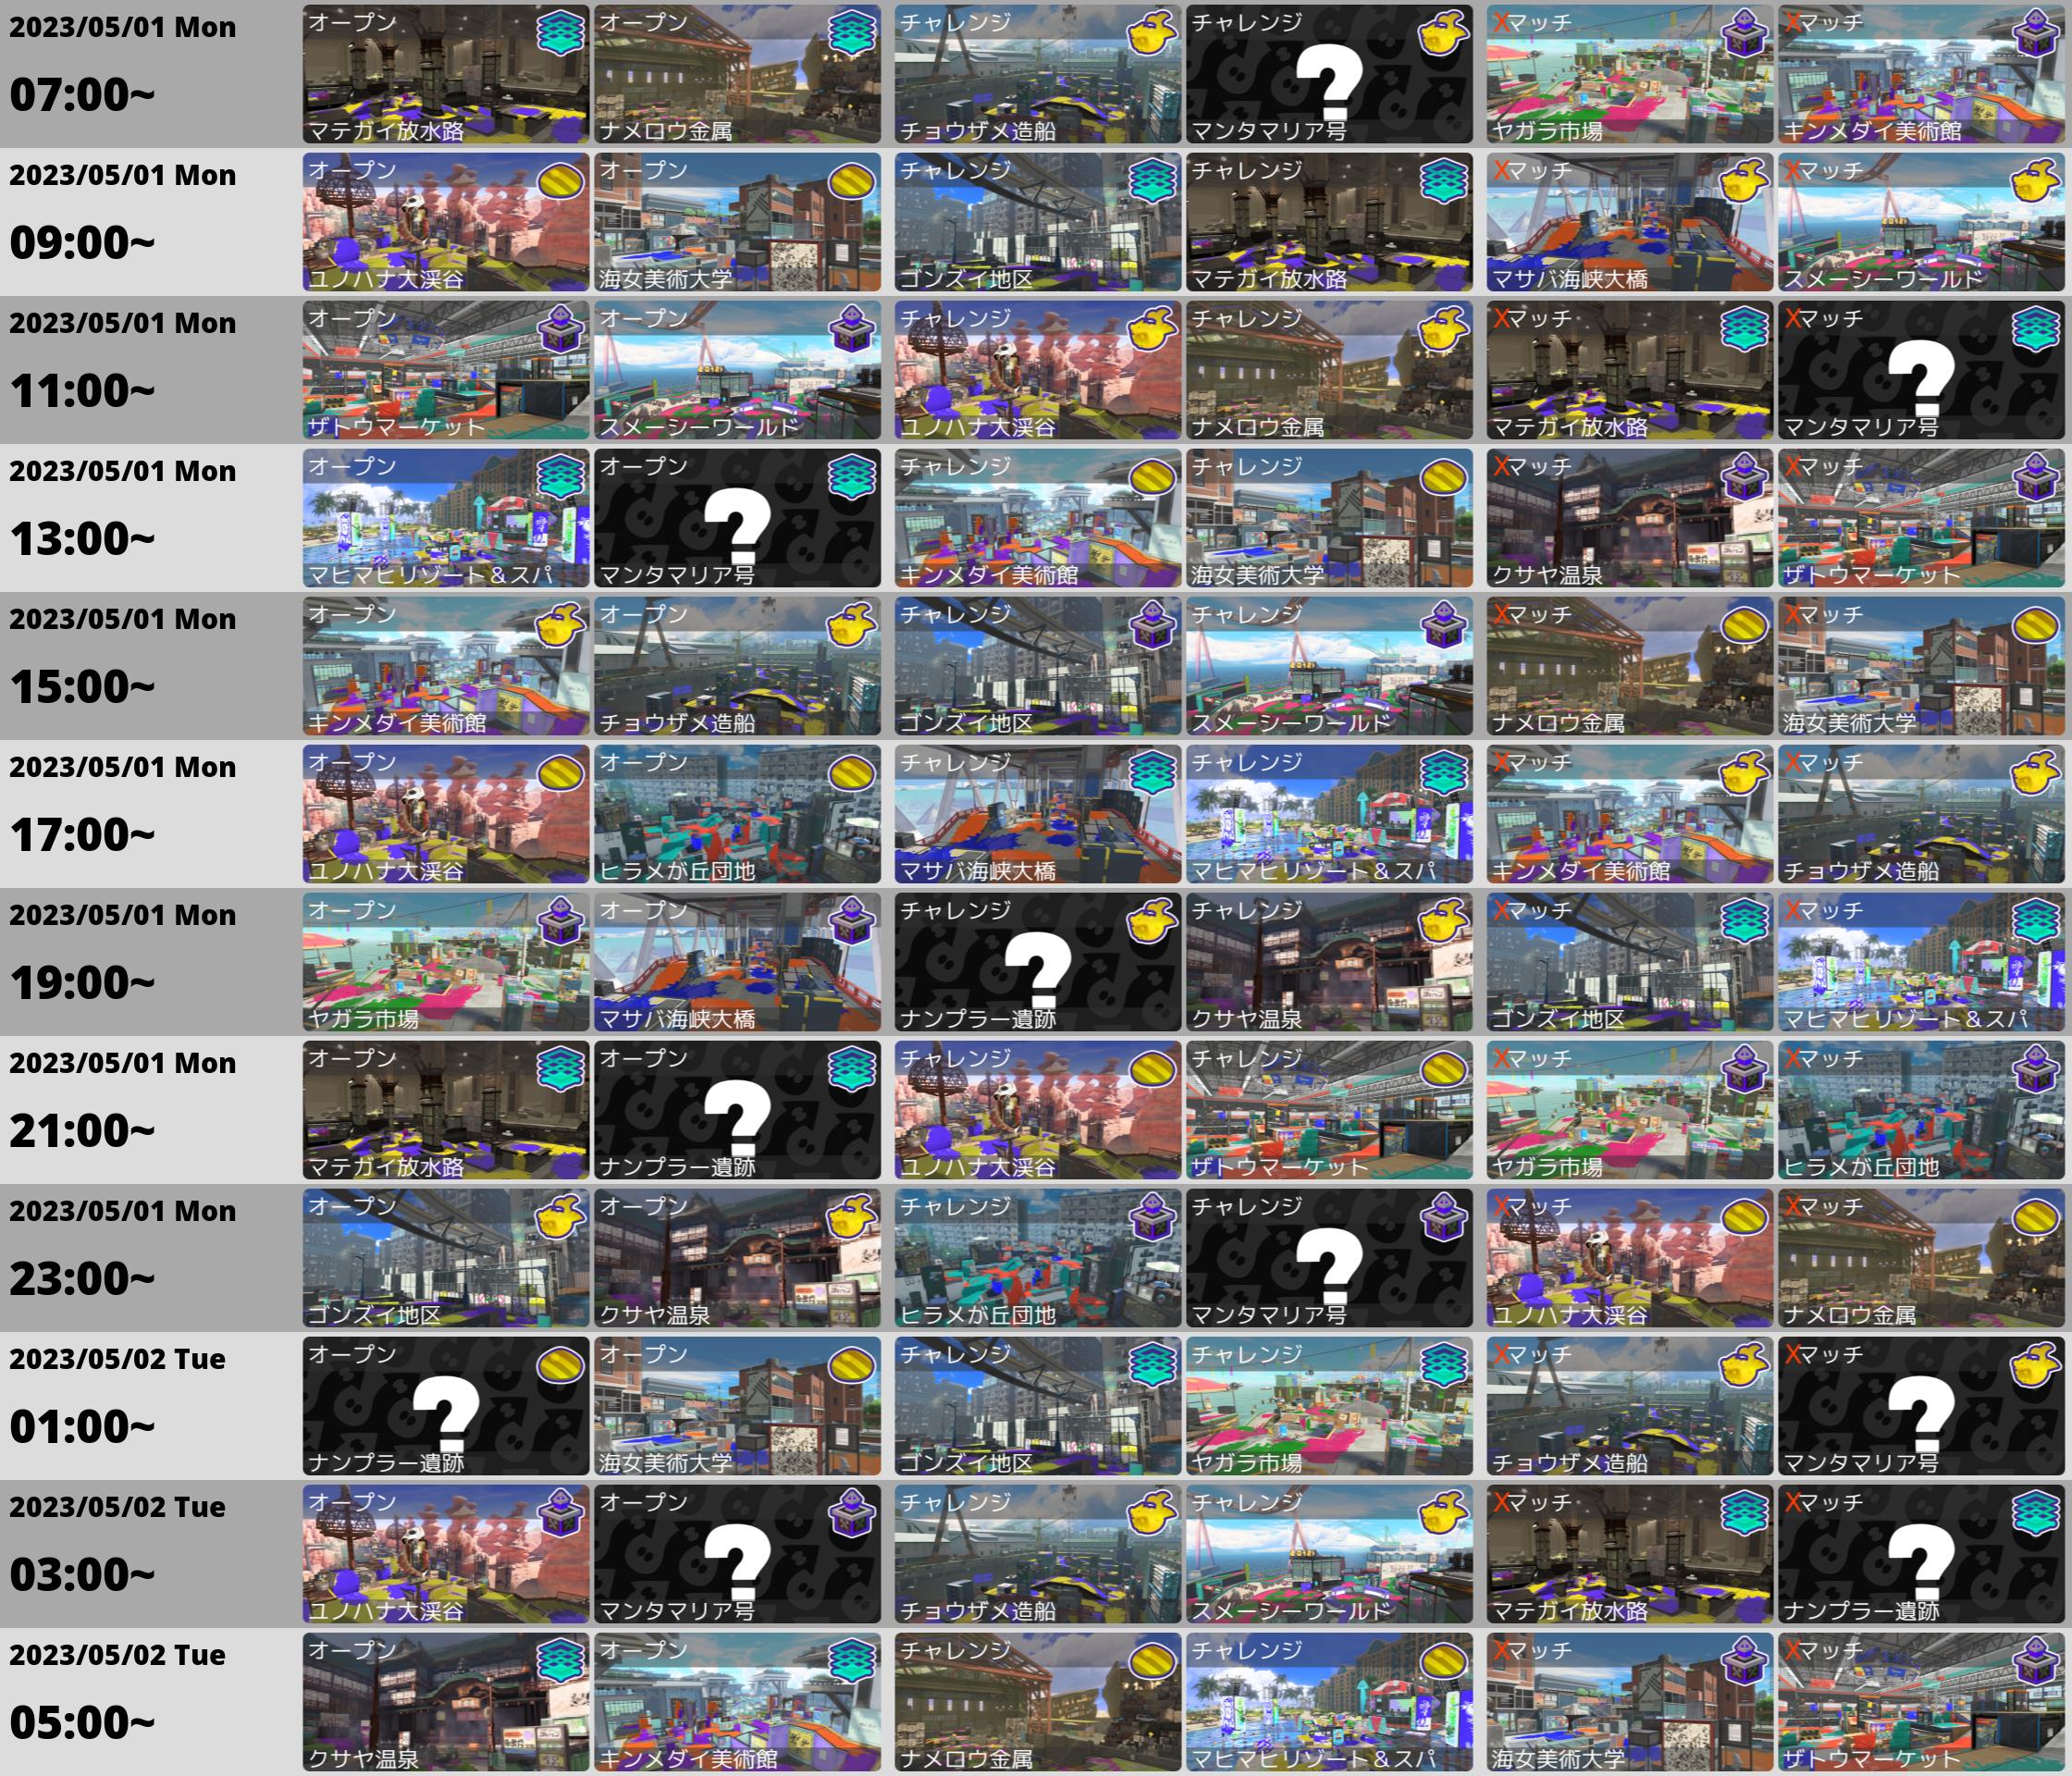 2023/05/01 Mon
07:00~
オープン
マテガイ放水路
オープン
ナメロウ金属
チャレンジ
チョウザメ造船
チャレンジ
マンタマリア号
Xマッチ
ヤガラ市場
Xマッチ
キンメダイ美術館
2023/05/01 Mon
09:00~
オープン
ユノハナ大渓谷
オープン
海女美術大学
チャレンジ
ゴンズイ地区
チャレンジ
マテガイ放水路
Xマッチ
マサバ海峡大橋
Xマッチ
スメーシーワールド
2023/05/01 Mon
11:00~
オープン
ザトウマーケット
オープン
スメーシーワールド
チャレンジ
ユノハナ大渓谷
チャレンジ
ナメロウ金属
Xマッチ
マテガイ放水路
Xマッチ
マンタマリア号
2023/05/01 Mon
13:00~
オープン
マヒマヒリゾート&スパ
オープン
マンタマリア号
チャレンジ
キンメダイ美術館
チャレンジ
海女美術大学
Xマッチ
クサヤ温泉
Xマッチ
ザトウマーケット
2023/05/01 Mon
15:00~
オープン
キンメダイ美術館
オープン
チョウザメ造船
チャレンジ
ゴンズイ地区
チャレンジ
スメーシーワールド
Xマッチ
ナメロウ金属
Xマッチ
海女美術大学
2023/05/01 Mon
17:00~
オープン
ユノハナ大渓谷
オープン
ヒラメが丘団地
チャレンジ
マサバ海峡大橋
チャレンジ
マヒマヒリゾート&スパ
Xマッチ
キンメダイ美術館
Xマッチ
チョウザメ造船
2023/05/01 Mon
19:00~
オープン
ヤガラ市場
オープン
マサバ海峡大橋
チャレンジ
ナンプラー遺跡
チャレンジ
クサヤ温泉
Xマッチ
ゴンズイ地区
Xマッチ
マヒマヒリゾート&スパ
2023/05/01 Mon
21:00~
オープン
マテガイ放水路
オープン
ナンプラー遺跡
チャレンジ
ユノハナ大渓谷
チャレンジ
ザトウマーケット
Xマッチ
ヤガラ市場
Xマッチ
ヒラメが丘団地
2023/05/01 Mon
23:00~
オープン
ゴンズイ地区
オープン
クサヤ温泉
チャレンジ
ヒラメが丘団地
チャレンジ
マンタマリア号
Xマッチ
ユノハナ大渓谷
Xマッチ
ナメロウ金属
2023/05/02 Tue
01:00~
オープン
ナンプラー遺跡
オープン
海女美術大学
チャレンジ
ゴンズイ地区
チャレンジ
ヤガラ市場
Xマッチ
チョウザメ造船
Xマッチ
マンタマリア号
2023/05/02 Tue
03:00~
オープン
ユノハナ大渓谷
オープン
マンタマリア号
チャレンジ
チョウザメ造船
チャレンジ
スメーシーワールド
Xマッチ
マテガイ放水路
Xマッチ
ナンプラー遺跡
2023/05/02 Tue
05:00~
オープン
クサヤ温泉
オープン
キンメダイ美術館
チャレンジ
ナメロウ金属
チャレンジ
マヒマヒリゾート&スパ
Xマッチ
海女美術大学
Xマッチ
ザトウマーケット